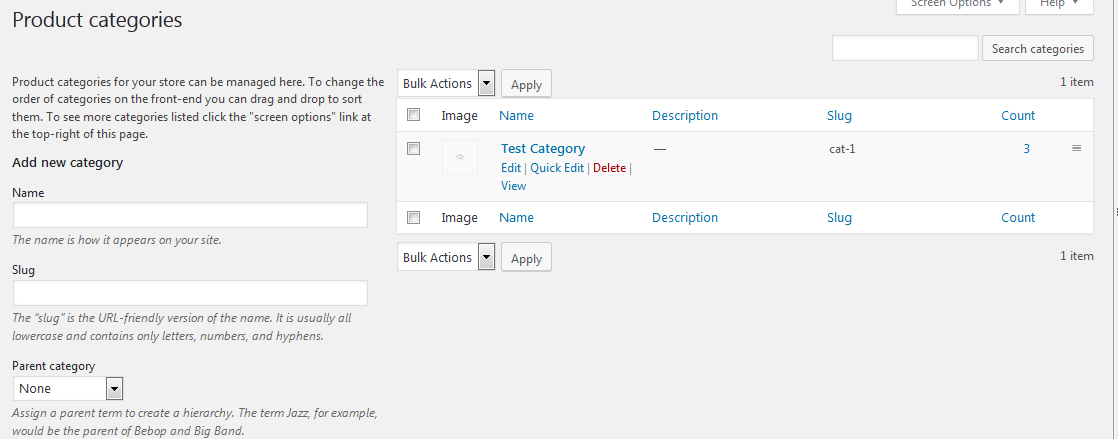 Product categories
Screen Options
Help
Search categories
Product categories for your store can be managed here. To change the
order of categories on the front-end you can drag and drop to sort
them. To see more categories listed click the "screen options" link at
the top-right of this page.
Add new category
Name
The name is how it appears on your site.
Slug
The “slug” is the URL-friendly version of the name. It is usually all
lowercase and contains only letters, numbers, and hyphens.
Parent category
None
Assign a parent term to create a hierarchy. The term Jazz, for example,
would be the parent of Bebop and Big Band.
Bulk Actions Apply 1 item
Image Name Description Slug Count
Test Category — cat-1 3
Edit | Quick Edit | Delete |
View
Image Name Description Slug Count
Bulk Actions Apply 1 item